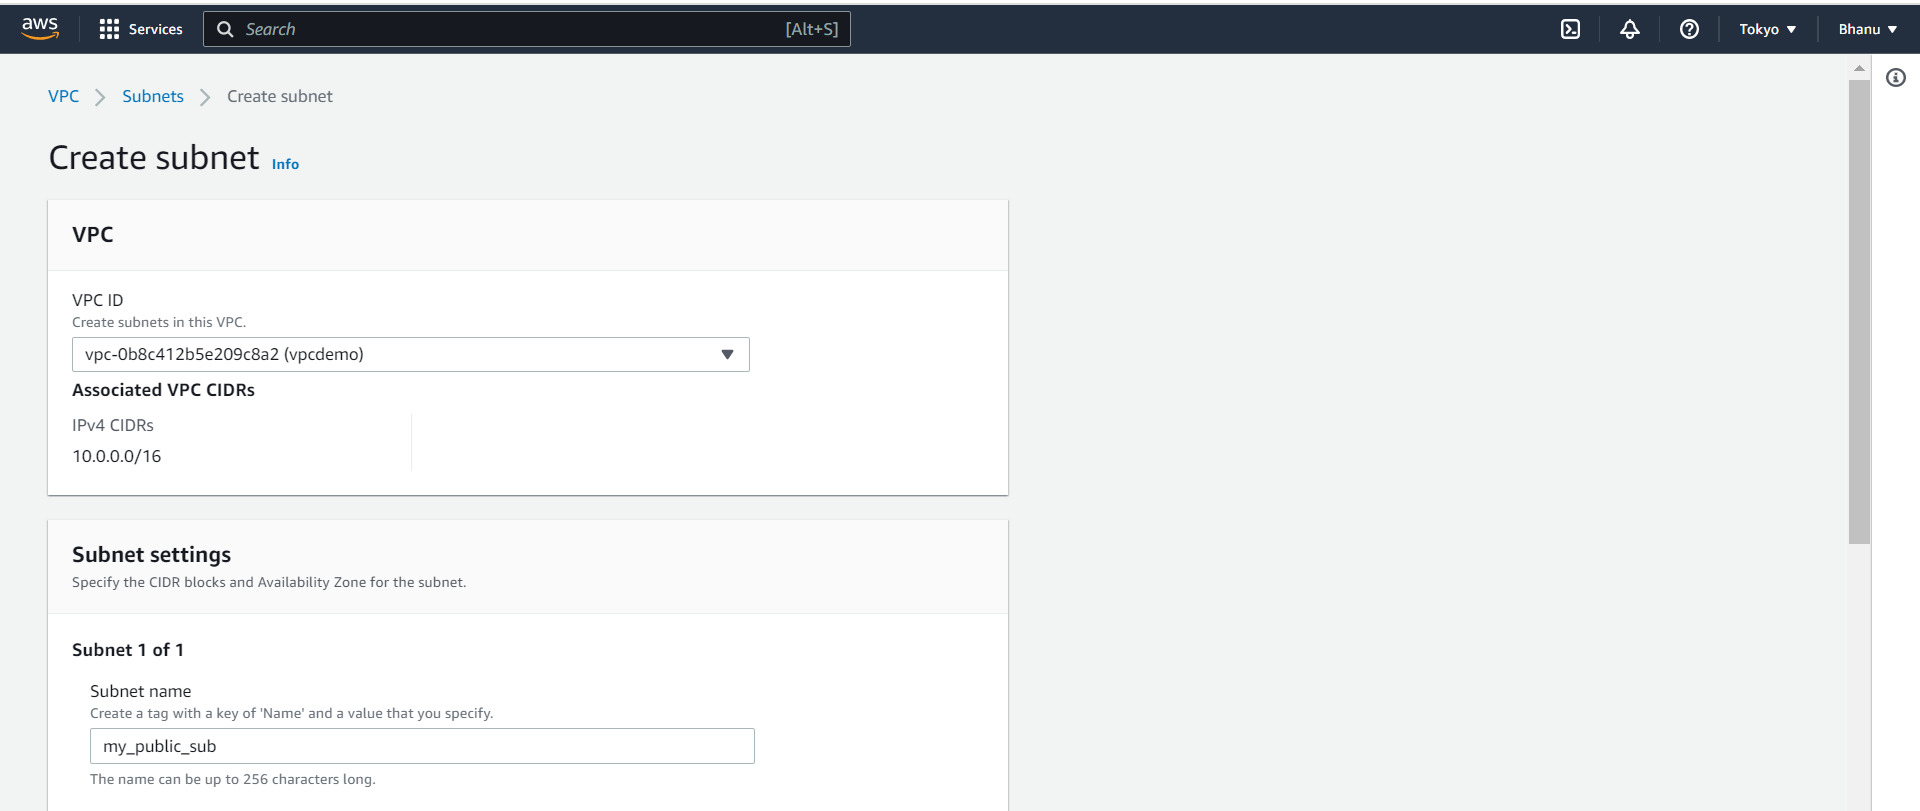 aws Services Search [Alt+S] Tokyo Bhanu
VPC Subnets Create subnet
Create subnet Info
VPC
VPC ID
Create subnets in this VPC.
vpc-0b8c412b5e209c8a2 (vpcdemo)
Associated VPC CIDRs
IPv4 CIDRs
10.0.0.0/16
Subnet settings
Specify the CIDR blocks and Availability Zone for the subnet.
Subnet 1 of 1
Subnet name
Create a tag with a key of 'Name' and a value that you specify.
my_public_sub
The name can be up to 256 characters long.